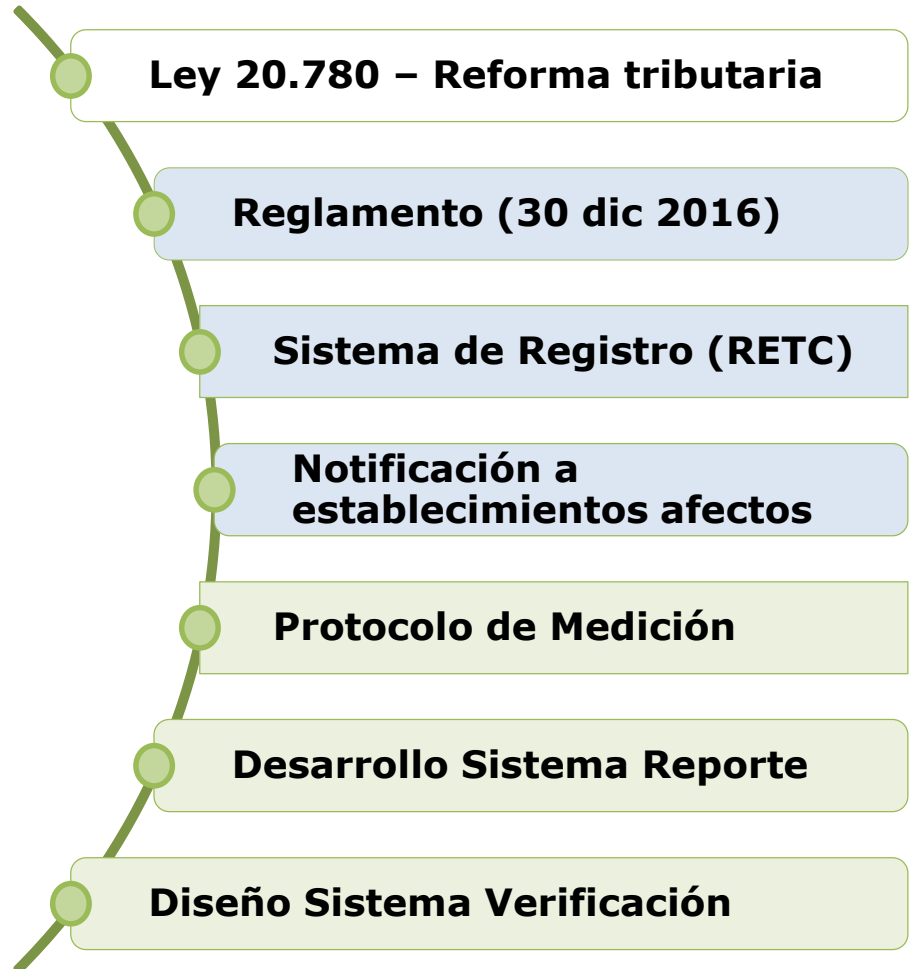 Ley 20.780 – Reforma tributaria
Reglamento (30 dic 2016)
Sistema de Registro (RETC)
Notificación a
establecimientos afectos
Protocolo de Medición
Desarrollo Sistema Reporte
Diseño Sistema Verificación